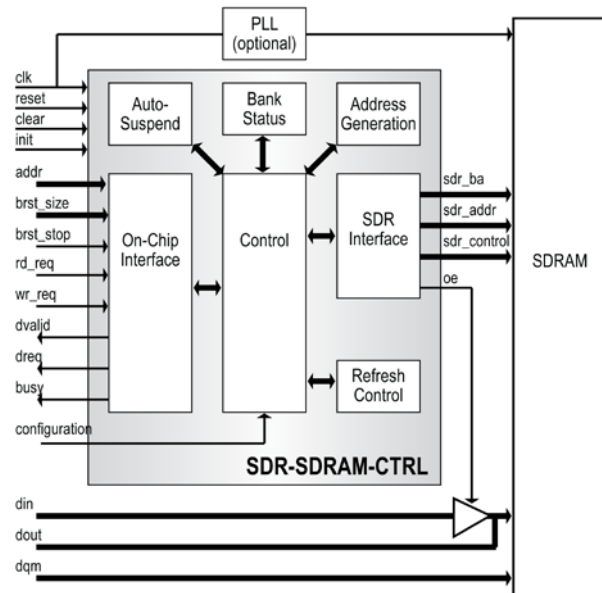 PLL
(optional)
clk
reset
clear
init
addr
brst_size
brst_stop
rd_req
wr_req
dvalid
dreq
busy
configuration
Auto-
Suspend
Bank
Status
Address
Generation
On-Chip
Interface
Control
SDR
Interface
Refresh
Control
SDR-SDRAM-CTRL
sdr_ba
sdr_addr
sdr_control
oe
SDRAM
din
dout
dqm